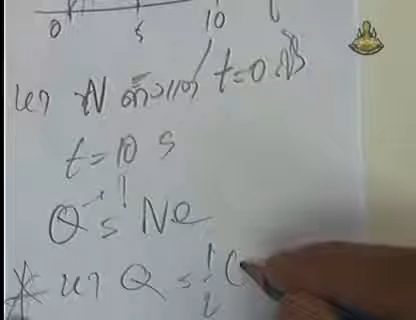 0 5 10
หา N ตั้งแต่ t=0 ถึง
t = 10 s
Q = Ne
หา Q = 1/2 (